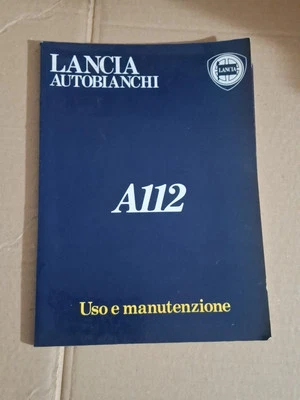 LANCIA
AUTOBIANCHI
LANCIA
A112
Uso e manutenzione